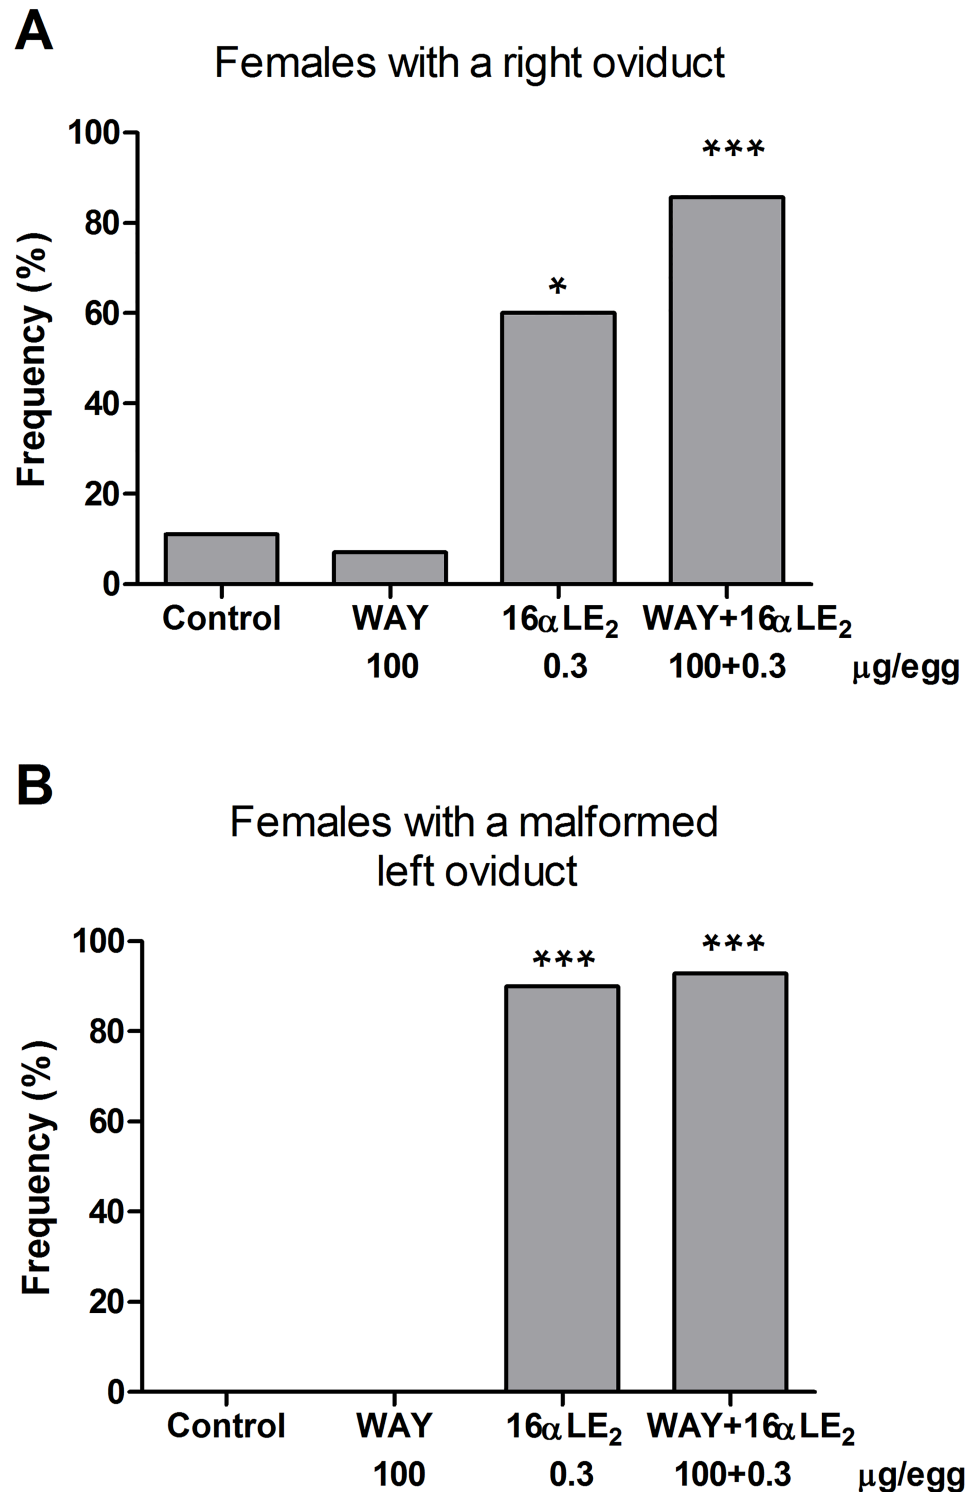 A
Females with a right oviduct
Frequency (%)
100
80
60
40
20
0
*
***
Control WAY 16αLE₂ WAY+16αLE₂
100 0.3 100+0.3 μg/egg
B
Females with a malformed
left oviduct
Frequency (%)
100
80
60
40
20
0
***
***
Control WAY 16αLE₂ WAY+16αLE₂
100 0.3 100+0.3 μg/egg